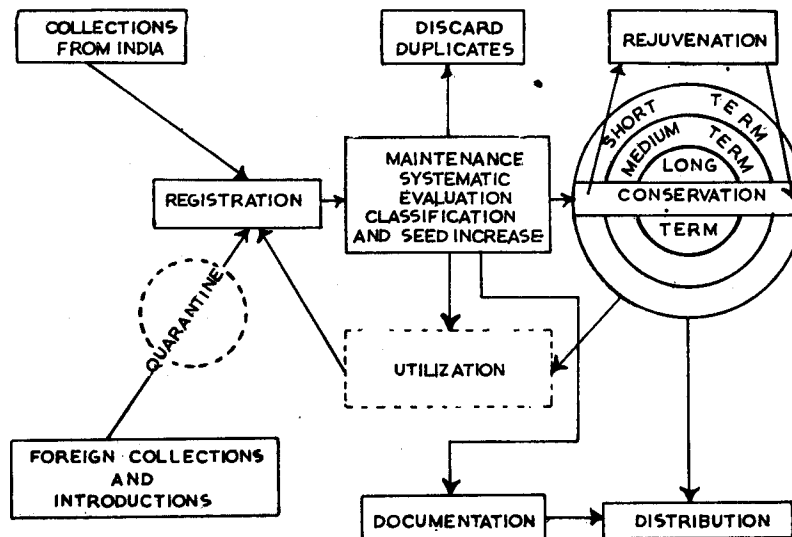 COLLECTIONS
FROM INDIA
DISCARD
DUPLICATES
REJUVENATION
SHORT TERM
MEDIUM TERM
LONG
CONSERVATION
TERM
REGISTRATION
MAINTENANCE
SYSTEMATIC
EVALUATION
CLASSIFICATION
AND SEED INCREASE
QUARANTINE
UTILIZATION
FOREIGN COLLECTIONS
AND
INTRODUCTIONS
DOCUMENTATION
DISTRIBUTION